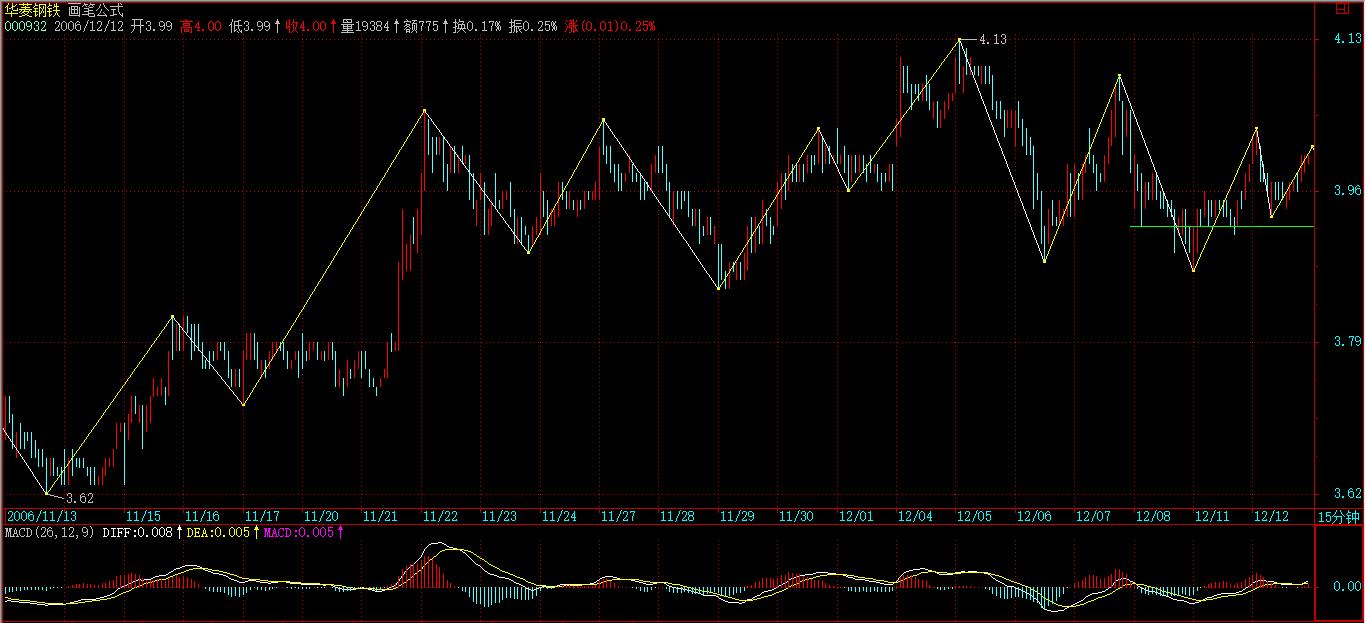 华菱钢铁 画笔公式
日
000932 2006/12/12 开3.99 高4.00 低3.99↑收4.00↑量19384↑额775↑换0.17% 振0.25% 涨(0.01)0.25%
4.13
4.13
3.96
3.79
3.62
3.62
2006/11/13 11/15 11/16 11/17 11/20 11/21 11/22 11/23 11/24 11/27 11/28 11/29 11/30 12/01 12/04 12/05 12/06 12/07 12/08 12/11 12/12 15分钟
MACD(26,12,9) DIFF:0.008↑DEA:0.005↑MACD:0.005↑
0.00